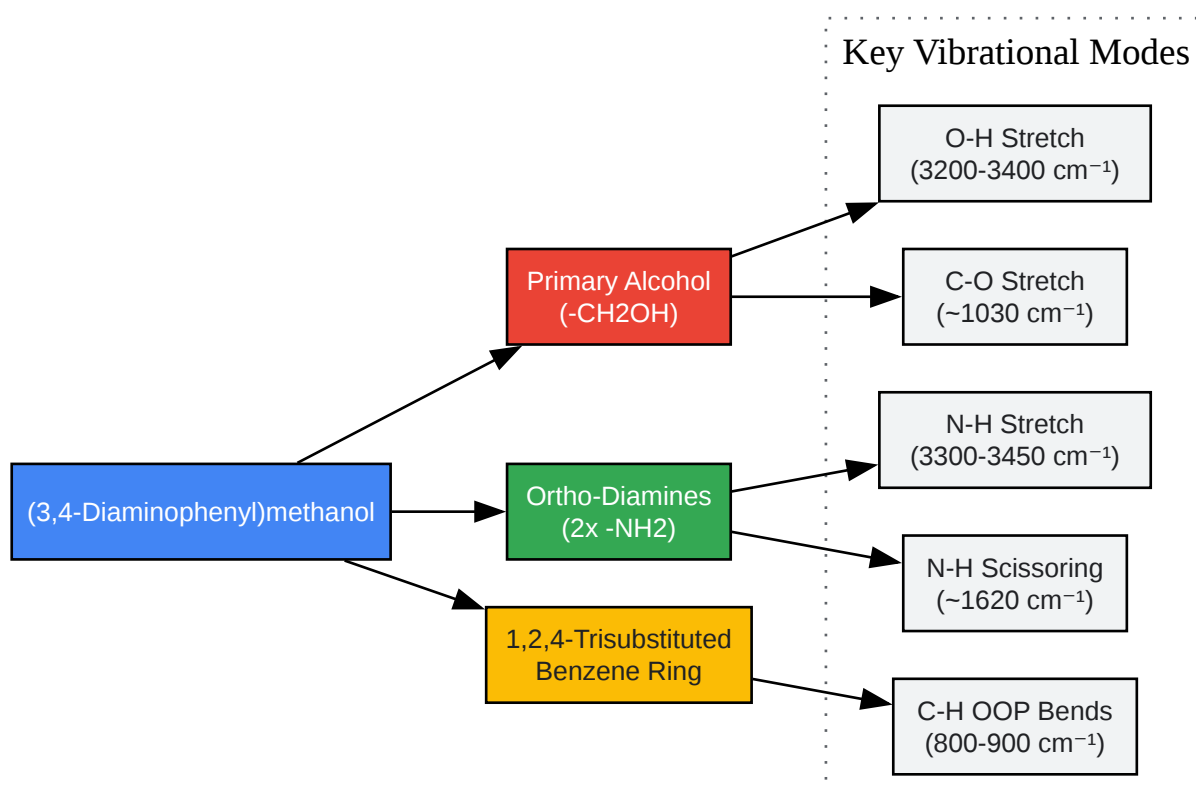 Key Vibrational Modes
O-H Stretch
(3200-3400 cm⁻¹)
Primary Alcohol
(-CH2OH)
C-O Stretch
(~1030 cm⁻¹)
N-H Stretch
(3300-3450 cm⁻¹)
(3,4-Diaminophenyl)methanol
Ortho-Diamines
(2x -NH2)
N-H Scissoring
(~1620 cm⁻¹)
1,2,4-Trisubstituted
Benzene Ring
C-H OOP Bends
(800-900 cm⁻¹)